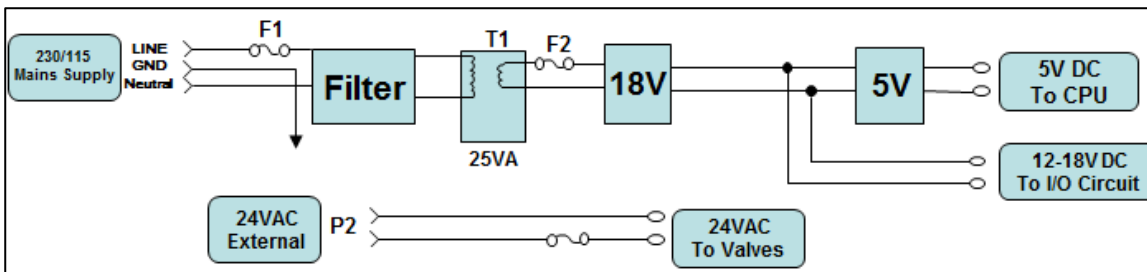 F1
T1
F2
230/115
Mains Supply
LINE
GND
Neutral
Filter
18V
5V
5V DC
To CPU
25VA
12-18V DC
To I/O Circuit
24VAC
External
P2
24VAC
To Valves